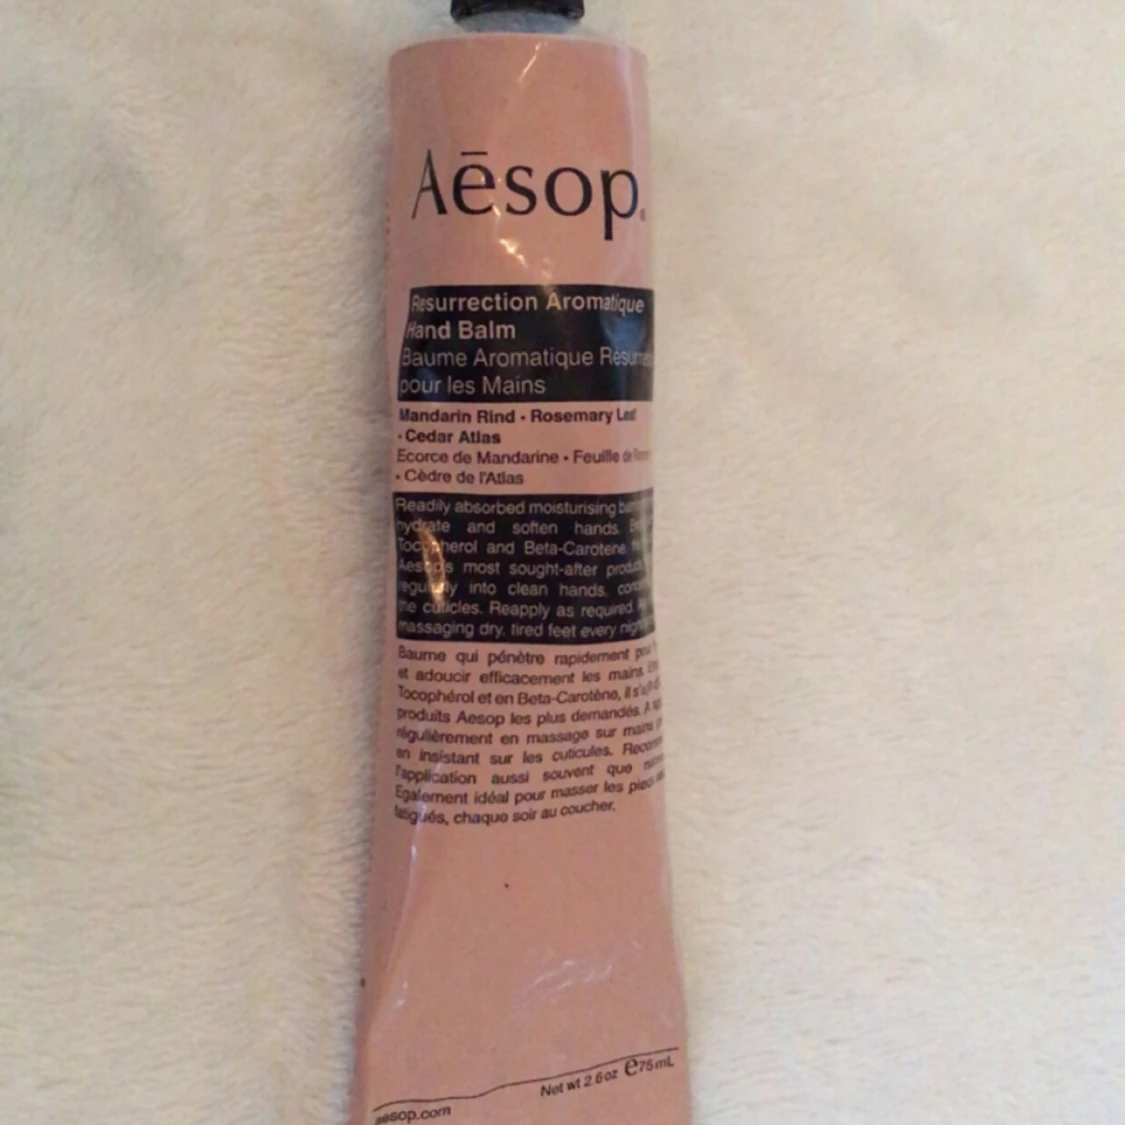 Aēsop.
Resurrection Aromatique
Hand Balm
Baume Aromatique
pour les Mains
Mandarin Rind • Rosemary Leaf
• Cedar Atlas
Ecorce de Mandarine • Feuille de
• Cèdre de l'Atlas
Readily absorbed moisturising
hydrate and soften hands.
Tocopherol and Beta-Carotene,
Aesop's most sought-after
regularly into clean hands,
the cuticles. Reapply as required.
massaging dry, tired feet every
Baume qui pénètre rapidement
et adoucir efficacement les mains.
Tocophérol et en Beta-Carotène, il
produits Aesop les plus demandés. A
régulièrement en massage sur mains
en insistant sur les cuticules.
l'application aussi souvent que
Egalement idéal pour masser les
fatigués, chaque soir au coucher.
Net wt 2.6oz e75mL
aesop.com